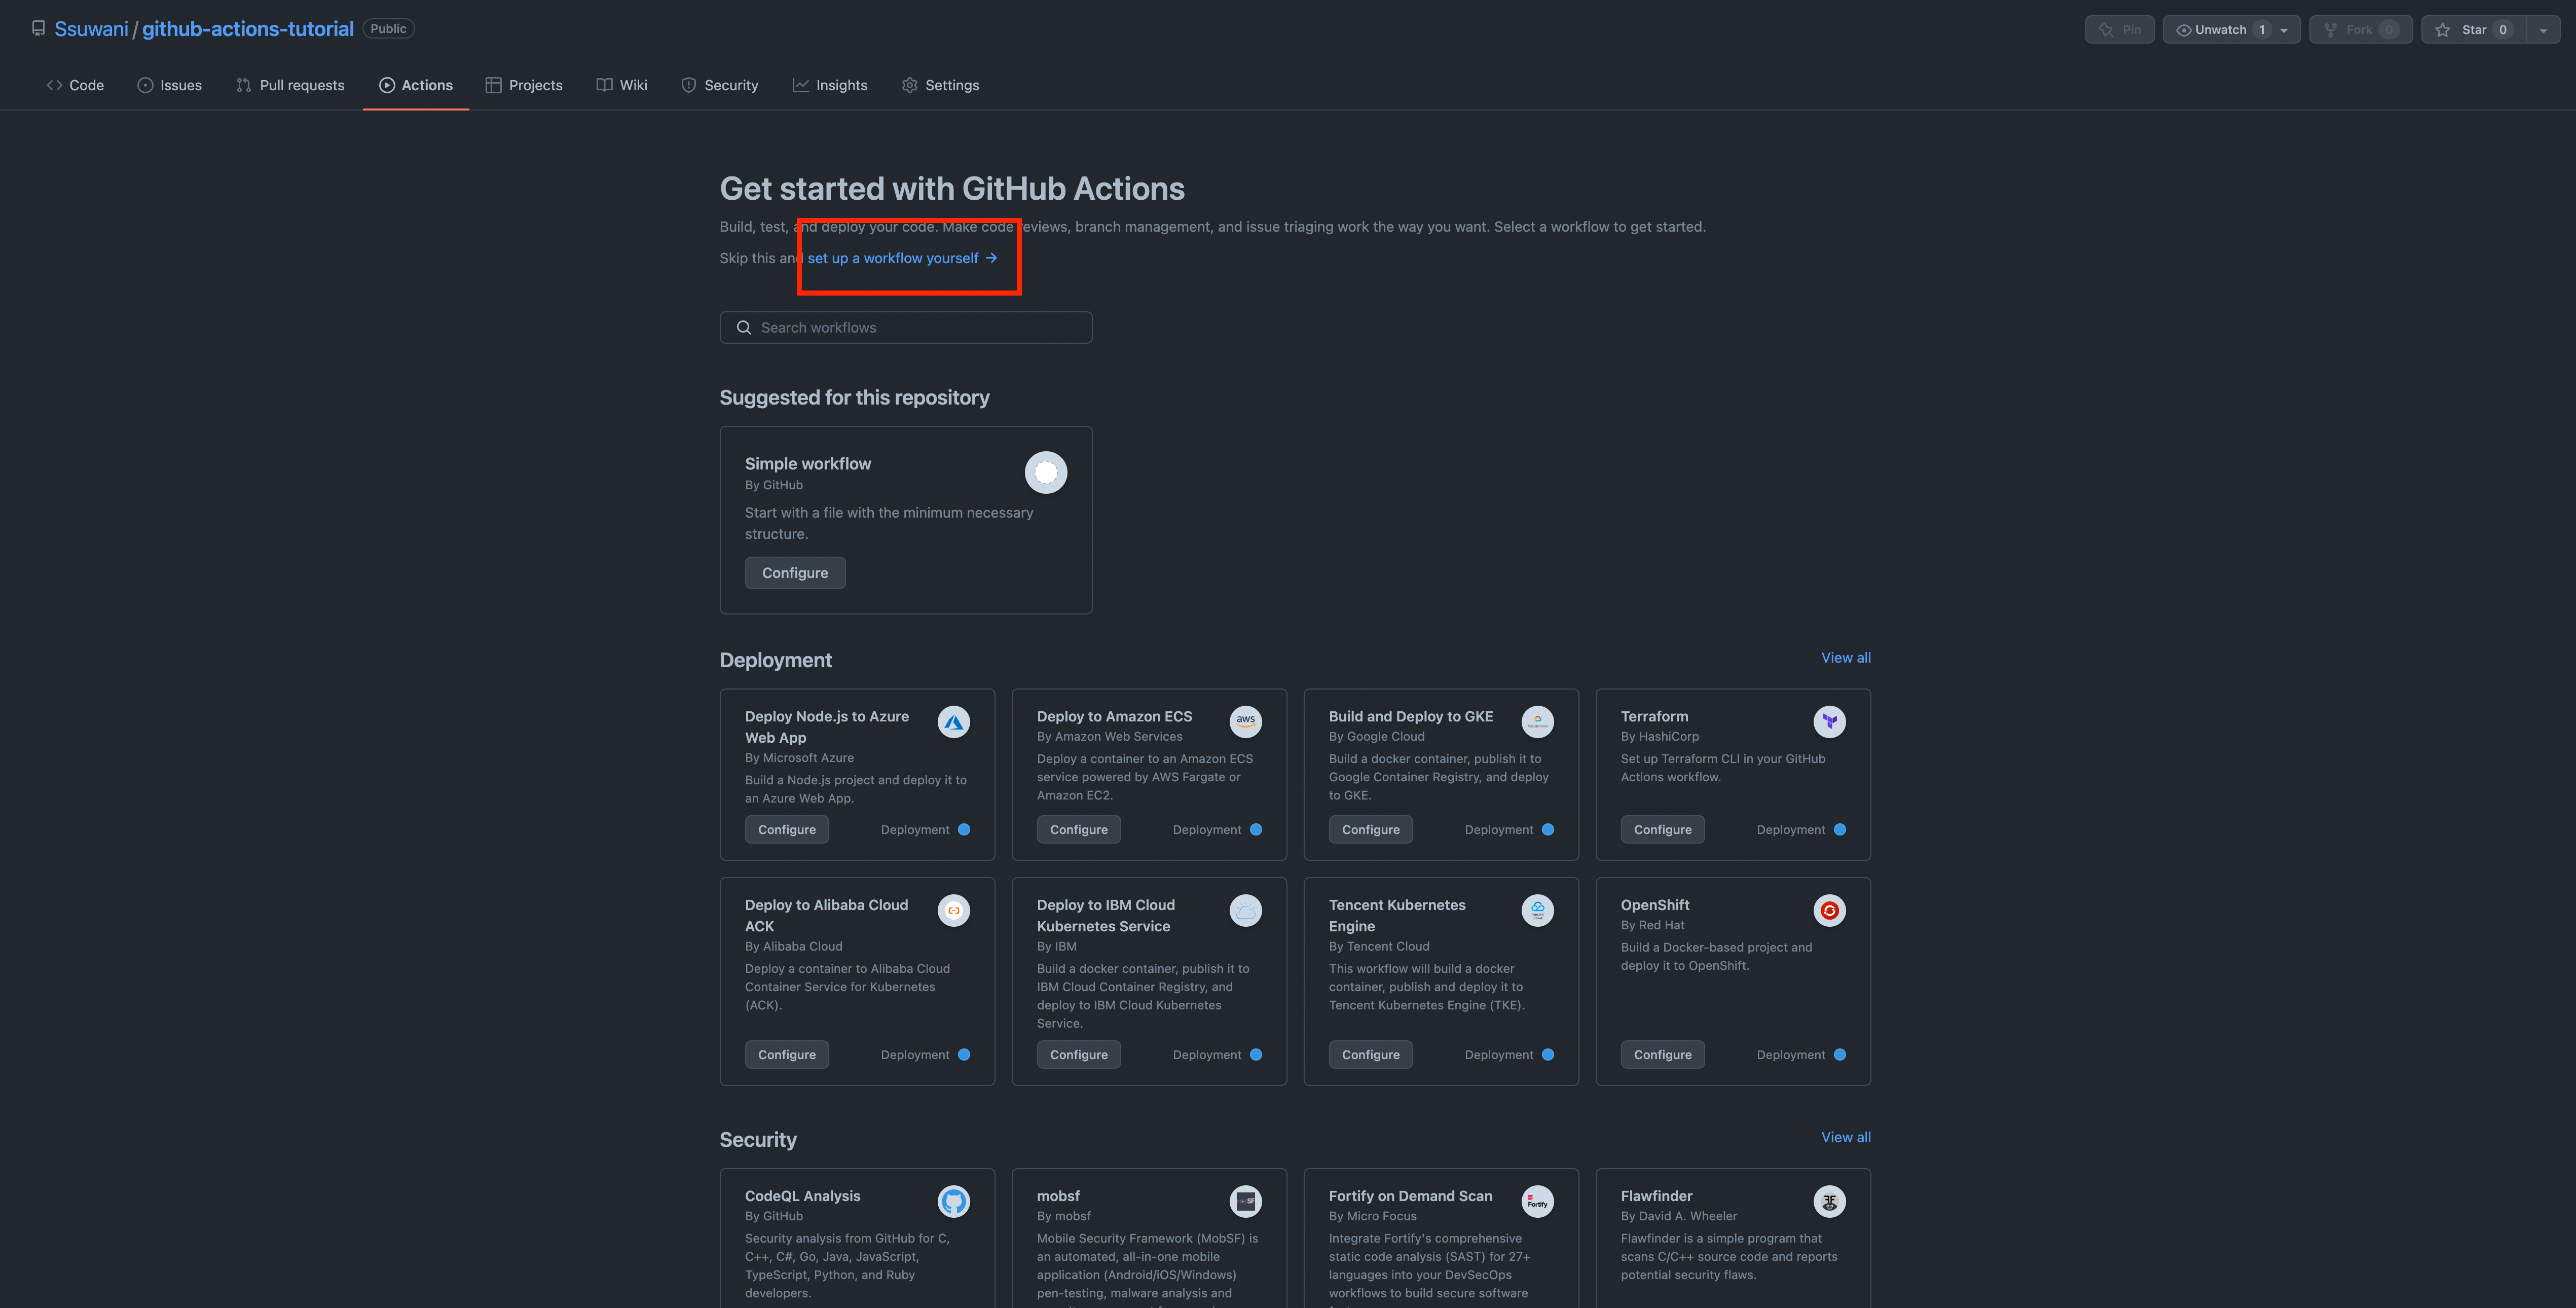 Ssuwani / github-actions-tutorial Public
Pin Unwatch 1 Fork 0 Star 0
Code Issues Pull requests Actions Projects Wiki Security Insights Settings
Get started with GitHub Actions
Build, test, and deploy your code. Make code reviews, branch management, and issue triaging work the way you want. Select a workflow to get started.
Skip this and set up a workflow yourself →
Search workflows
Suggested for this repository
Simple workflow
By GitHub
Start with a file with the minimum necessary
structure.
Configure
Deployment
View all
Deploy Node.js to Azure
Web App
By Microsoft Azure
Build a Node.js project and deploy it to
an Azure Web App.
Configure Deployment
Deploy to Amazon ECS
aws
By Amazon Web Services
Deploy a container to an Amazon ECS
service powered by AWS Fargate or
Amazon EC2.
Configure Deployment
Build and Deploy to GKE
By Google Cloud
Build a docker container, publish it to
Google Container Registry, and deploy
to GKE.
Configure Deployment
Terraform
By HashiCorp
Set up Terraform CLI in your GitHub
Actions workflow.
Configure Deployment
Deploy to Alibaba Cloud
ACK
By Alibaba Cloud
Deploy a container to Alibaba Cloud
Container Service for Kubernetes
(ACK).
Configure Deployment
Deploy to IBM Cloud
Kubernetes Service
By IBM
Build a docker container, publish it to
IBM Cloud Container Registry, and
deploy to IBM Cloud Kubernetes
Service.
Configure Deployment
Tencent Kubernetes
Engine
By Tencent Cloud
This workflow will build a docker
container, publish and deploy it to
Tencent Kubernetes Engine (TKE).
Configure Deployment
OpenShift
By Red Hat
Build a Docker-based project and
deploy it to OpenShift.
Configure Deployment
Security
View all
CodeQL Analysis
By GitHub
Security analysis from GitHub for C,
C++, C#, Go, Java, JavaScript,
TypeScript, Python, and Ruby
developers.
mobsf
By mobsf
Mobile Security Framework (MobSF) is
an automated, all-in-one mobile
application (Android/iOS/Windows)
pen-testing, malware analysis and
Fortify on Demand Scan
Fortify
By Micro Focus
Integrate Fortify's comprehensive
static code analysis (SAST) for 27+
languages into your DevSecOps
workflows to build secure software
Flawfinder
By David A. Wheeler
Flawfinder is a simple program that
scans C/C++ source code and reports
potential security flaws.